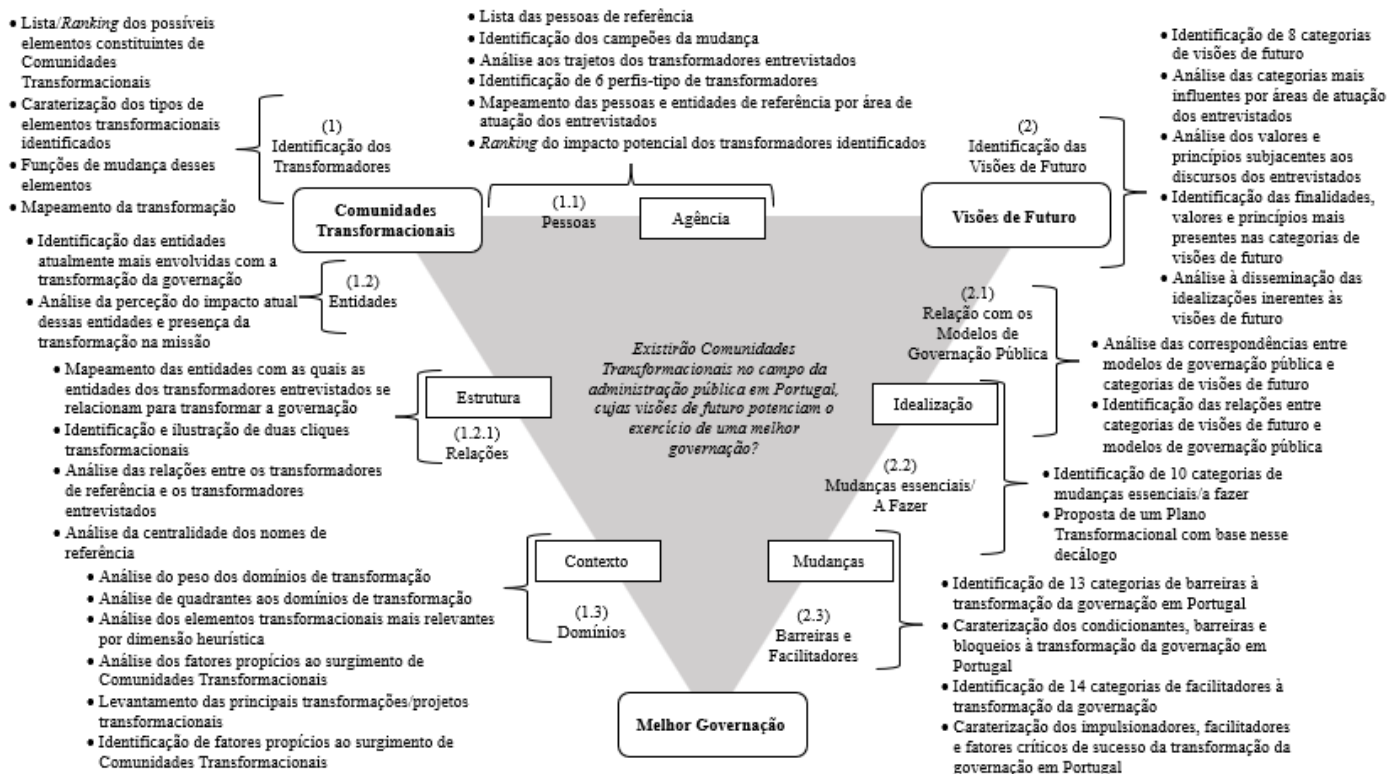 • Lista/Ranking dos possíveis
elementos constituintes de
Comunidades
Transformacionais
• Caraterização dos tipos de
elementos transformacionais
identificados
• Funções de mudança desses
elementos
• Mapeamento da transformação
(1)
Identificação dos
Transformadores
• Lista das pessoas de referência
• Identificação dos campeões da mudança
• Análise aos trajetos dos transformadores entrevistados
• Identificação de 6 perfis-tipo de transformadores
• Mapeamento das pessoas e entidades de referência por área de
atuação dos entrevistados
• Ranking do impacto potencial dos transformadores identificados
(2)
Identificação das
Visões de Futuro
• Identificação de 8 categorias
de visões de futuro
• Análise das categorias mais
influentes por áreas de atuação
dos entrevistados
• Análise dos valores e
princípios subjacentes aos
discursos dos entrevistados
• Identificação das finalidades,
valores e princípios mais
presentes nas categorias de
visões de futuro
• Análise à disseminação das
idealizações inerentes às
visões de futuro
Comunidades
Transformacionais
(1.1)
Pessoas
Agência
Visões de Futuro
• Identificação das entidades
atualmente mais envolvidas com a
transformação da governação
• Análise da perceção do impacto atual
dessas entidades e presença da
transformação na missão
(1.2)
Entidades
(2.1)
Relação com os
Modelos de
Governação Pública
• Análise das correspondências entre
modelos de governação pública e
categorias de visões de futuro
• Identificação das relações entre
categorias de visões de futuro e
modelos de governação pública
Existirão Comunidades
Transformacionais no campo da
administração pública em Portugal,
cujas visões de futuro potenciam o
exercício de uma melhor
governação?
• Mapeamento das entidades com as quais as
entidades dos transformadores entrevistados se
relacionam para transformar a governação
• Identificação e ilustração de duas cliques
transformacionais
• Análise das relações entre os transformadores
de referência e os transformadores
entrevistados
• Análise da centralidade dos nomes de
referência
Estrutura
(1.2.1)
Relações
Idealização
(2.2)
Mudanças essenciais/
A Fazer
• Identificação de 10 categorias de
mudanças essenciais/a fazer
• Proposta de um Plano
Transformacional com base nesse
decálogo
• Análise do peso dos domínios de transformação
• Análise de quadrantes aos domínios de transformação
• Análise dos elementos transformacionais mais relevantes
por dimensão heurística
• Análise dos fatores propícios ao surgimento de
Comunidades Transformacionais
• Levantamento das principais transformações/projetos
transformacionais
• Identificação de fatores propícios ao surgimento de
Comunidades Transformacionais
Contexto
(1.3)
Domínios
Mudanças
(2.3)
Barreiras e
Facilitadores
• Identificação de 13 categorias de barreiras à
transformação da governação em Portugal
• Caraterização dos condicionantes, barreiras e
bloqueios à transformação da governação em
Portugal
• Identificação de 14 categorias de facilitadores à
transformação da governação
• Caraterização dos impulsionadores, facilitadores
e fatores críticos de sucesso da transformação da
governação em Portugal
Melhor Governação